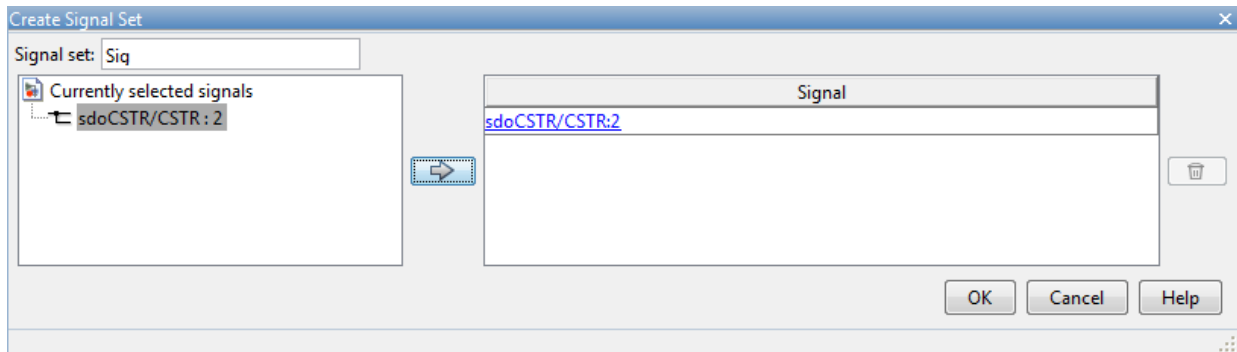 Create Signal Set
Signal set: Sig
Currently selected signals
sdoCSTR/CSTR : 2
Signal
sdoCSTR/CSTR:2
OK Cancel Help